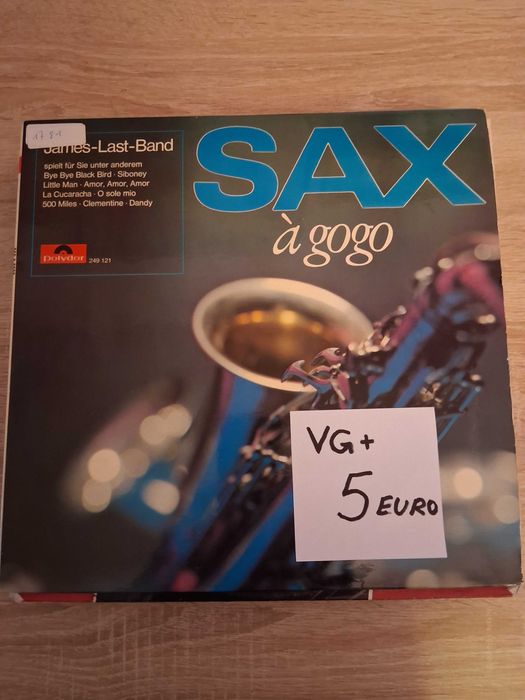 1781
James-Last-Band
spielt für Sie unter anderem
Bye Bye Black Bird · Siboney
Little Man · Amor, Amor, Amor
La Cucaracha · O sole mio
500 Miles · Clementine · Dandy
Polydor 249 121
SAX
à gogo
VG+
5 EURO